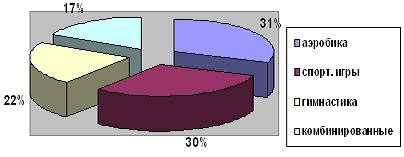 17%
31%
22%
30%
аэробика
спорт. игры
гимнастика
комбинированные